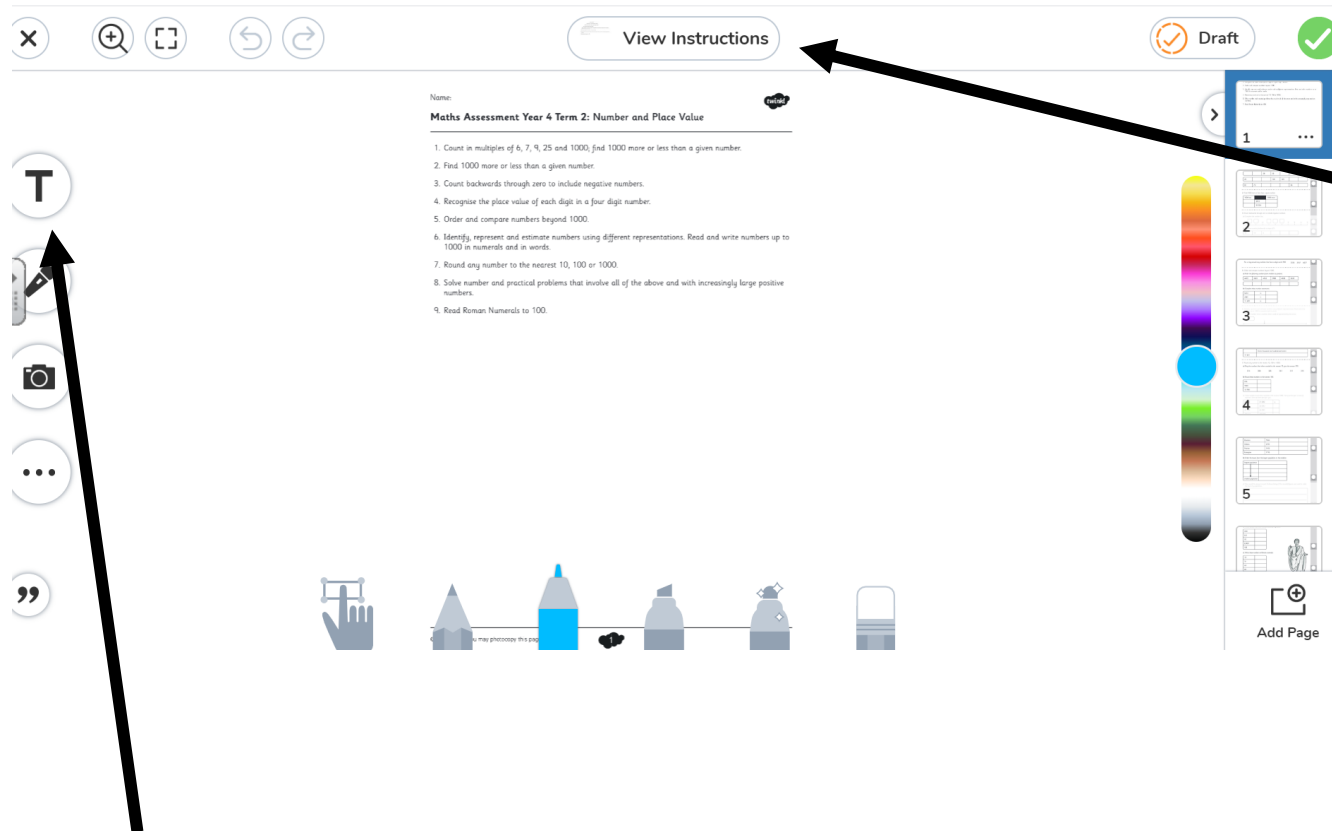 View Instructions
Draft
Name:
twinkl
Maths Assessment Year 4 Term 2: Number and Place Value
1. Count in multiples of 6, 7, 9, 25 and 1000; find 1000 more or less than a given number.
2. Find 1000 more or less than a given number.
3. Count backwards through zero to include negative numbers.
4. Recognise the place value of each digit in a four digit number.
5. Order and compare numbers beyond 1000.
6. Identify, represent and estimate numbers using different representations. Read and write numbers up to
1000 in numerals and in words.
7. Round any number to the nearest 10, 100 or 1000.
8. Solve number and practical problems that involve all of the above and with increasingly large positive
numbers.
9. Read Roman Numerals to 100.
may photocopy this
1
T
1
2
3
4
5
Add Page